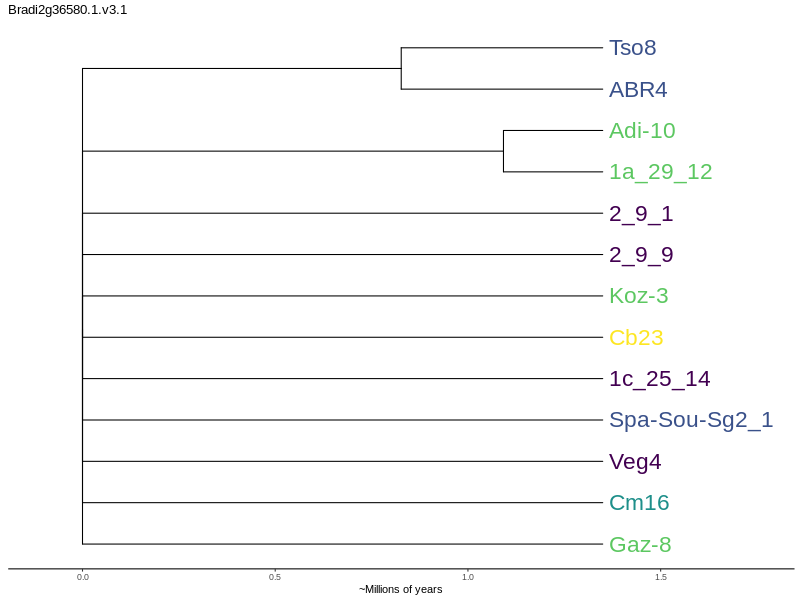 Bradi2g36580.1.v3.1
Tso8
ABR4
Adi-10
1a_29_12
2_9_1
2_9_9
Koz-3
Cb23
1c_25_14
Spa-Sou-Sg2_1
Veg4
Cm16
Gaz-8
0.0 0.5 1.0 1.5
~Millions of years